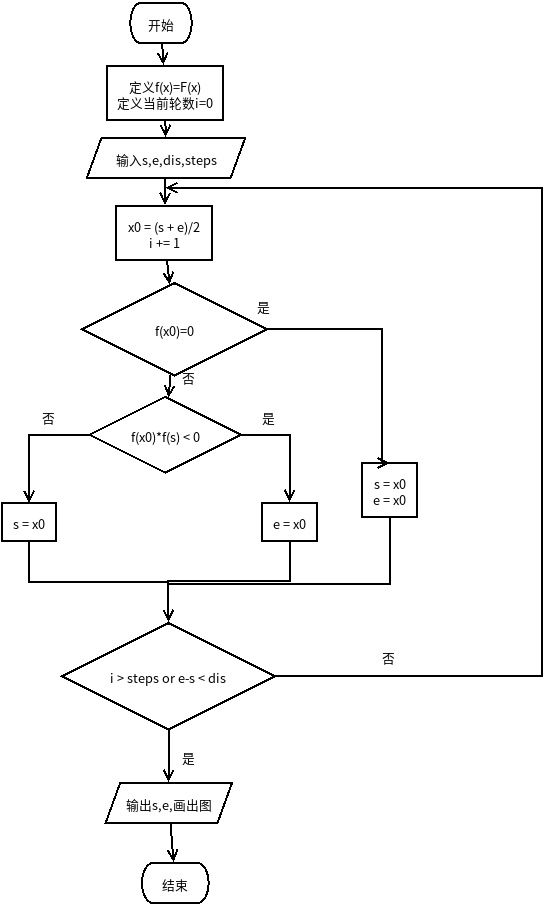 开始
定义f(x)=F(x)
定义当前轮数i=0
输入s,e,dis,steps
x0 = (s + e)/2
i += 1
是
f(x0)=0
否
否
是
f(x0)*f(s) < 0
s = x0
e = x0
s = x0
e = x0
否
i > steps or e-s < dis
是
输出s,e,画出图
结束